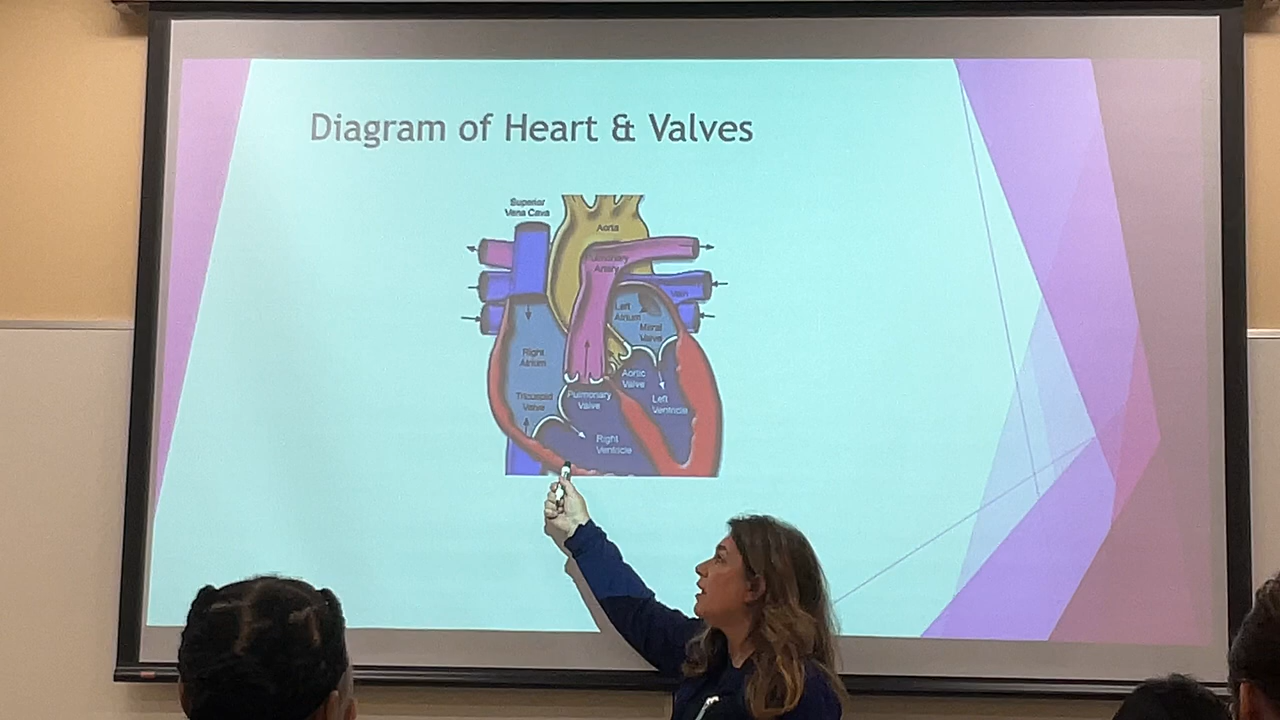 Diagram of Heart & Valves
Superior
Vena Cava
Aorta
Pulmonary
Artery
Vein
Left
Atrium
Mitral
Valve
Right
Atrium
Aortic
Valve
Tricuspid
Valve
Pulmonary
Valve
Left
Ventricle
Right
Ventricle